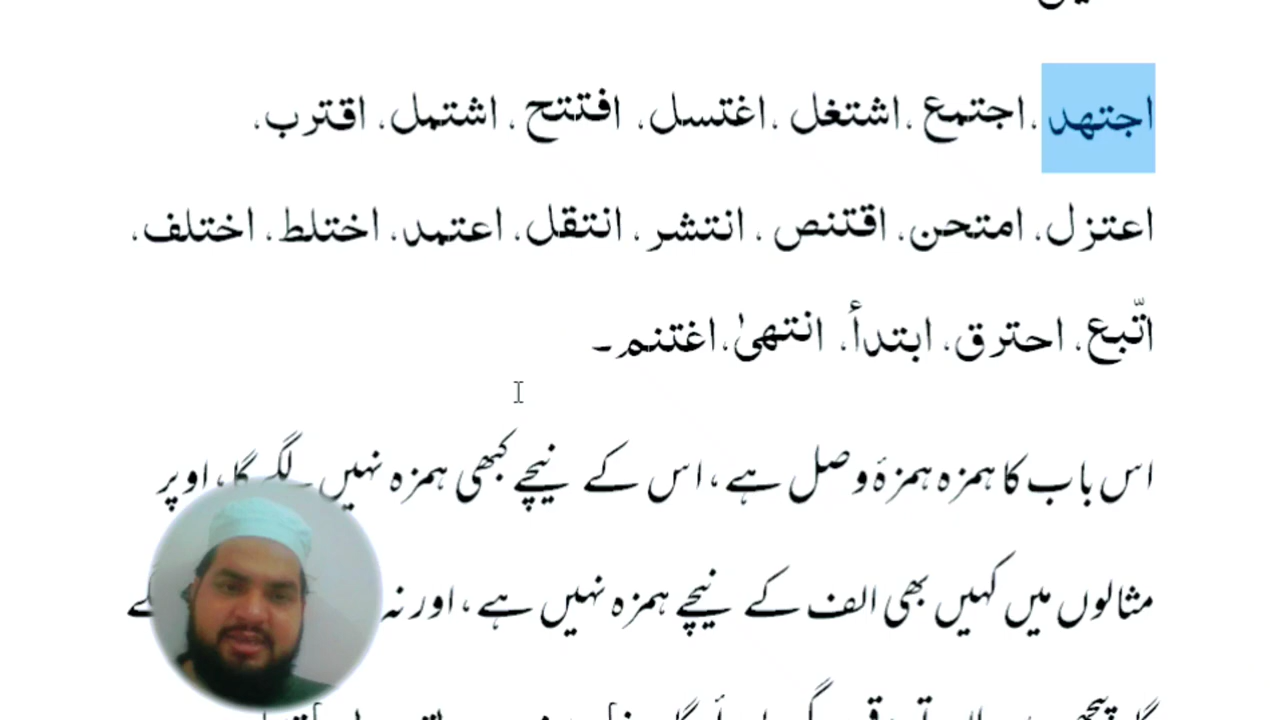 اجتهد، اجتمع، اشتغل، اغتسل، افتتح، اشتمل، اقترب،
اعتزل، امتحن، اقتنص، انتشر، انتقل، اعتمد، اختلط، اختلف،
اتّبع، احترق، ابتدأ، انتهىٰ، اغتنم۔
اس باب کا ہمزہ ہمزۂ وصل ہے، اس کے نیچے کبھی ہمزہ نہیں لگے گا، اوپر
مثالوں میں کہیں بھی الف کے نیچے ہمزہ نہیں ہے، اور نہ